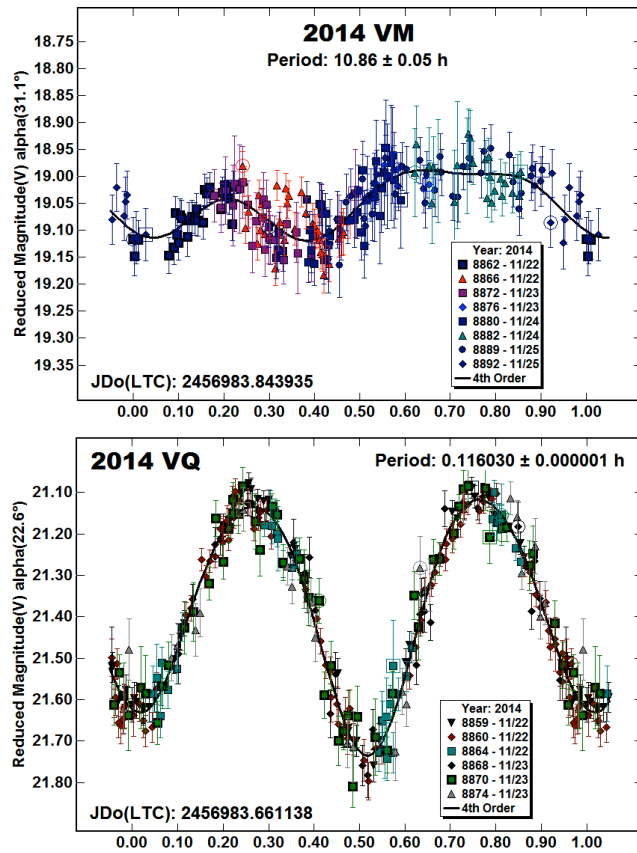 2014 VM
Period: 10.86 ± 0.05 h
Reduced Magnitude(V) alpha(31.1°)
18.75
18.80
18.85
18.90
18.95
19.00
19.05
19.10
19.15
19.20
19.25
19.30
19.35
Year: 2014
8862 - 11/22
8866 - 11/22
8872 - 11/23
8876 - 11/23
8880 - 11/24
8882 - 11/24
8889 - 11/25
8892 - 11/25
4th Order
JDo(LTC): 2456983.843935
0.00 0.10 0.20 0.30 0.40 0.50 0.60 0.70 0.80 0.90 1.00
2014 VQ
Period: 0.116030 ± 0.000001 h
Reduced Magnitude(V) alpha(22.6°)
21.10
21.20
21.30
21.40
21.50
21.60
21.70
21.80
Year: 2014
8859 - 11/22
8860 - 11/22
8864 - 11/22
8868 - 11/23
8870 - 11/23
8874 - 11/23
4th Order
JDo(LTC): 2456983.661138
0.00 0.10 0.20 0.30 0.40 0.50 0.60 0.70 0.80 0.90 1.00